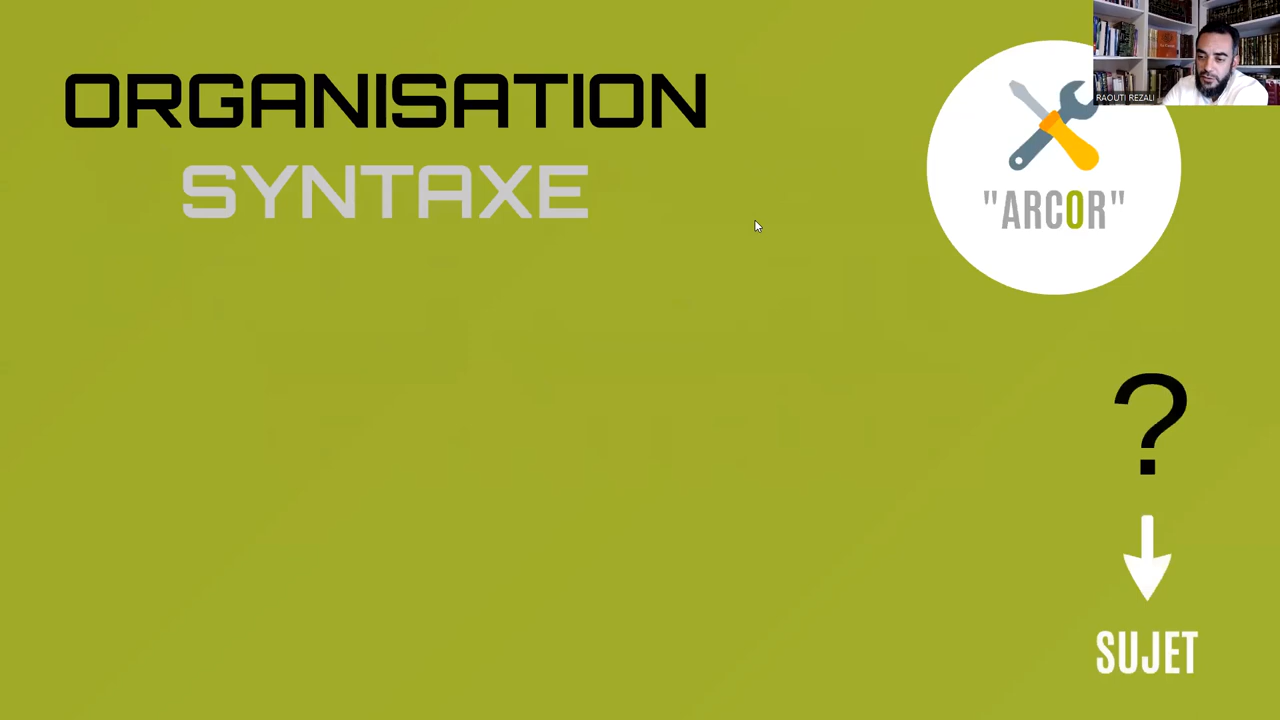 ORGANISATION
SYNTAXE
"ARCOR"
RAOUTI REZALI
?
SUJET